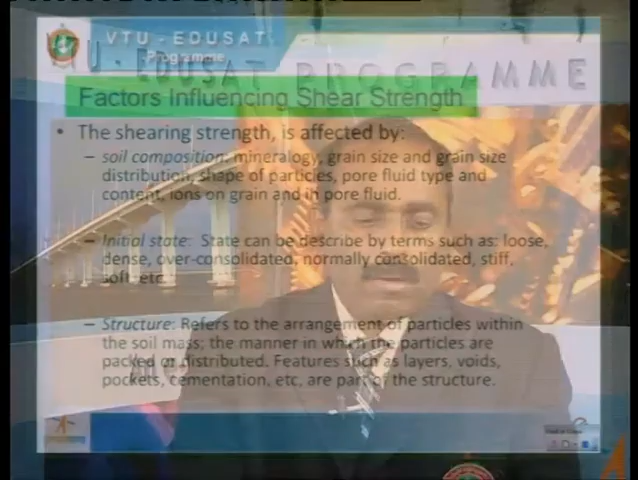 VTU - EDUSAT
Programme
U - EDUSAT PROGRAMME
Factors Influencing Shear Strength
• The shearing strength, is affected by:
– soil composition: mineralogy, grain size and grain size
distribution, shape of particles, pore fluid type and
content, ions on grain and in pore fluid.
– Initial state: State can be describe by terms such as: loose,
dense, over-consolidated, normally consolidated, stiff,
soft, etc.
– Structure: Refers to the arrangement of particles within
the soil mass; the manner in which the particles are
packed or distributed. Features such as layers, voids,
pockets, cementation, etc, are part of the structure.